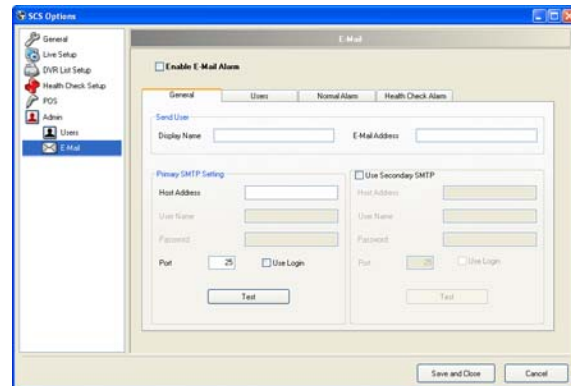 SCS Options
General
Live Setup
DVR List Setup
Health Check Setup
POS
Admin
Users
E-Mail
E-Mail
Enable E-Mail Alarm
General Users Normal Alarm Health Check Alarm
Send User
Display Name E-Mail Address
Primary SMTP Setting
Host Address
User Name
Password
Port 25 Use Login
Test
Use Secondary SMTP
Host Address
User Name
Password
Port 25 Use Login
Test
Save and Close Cancel